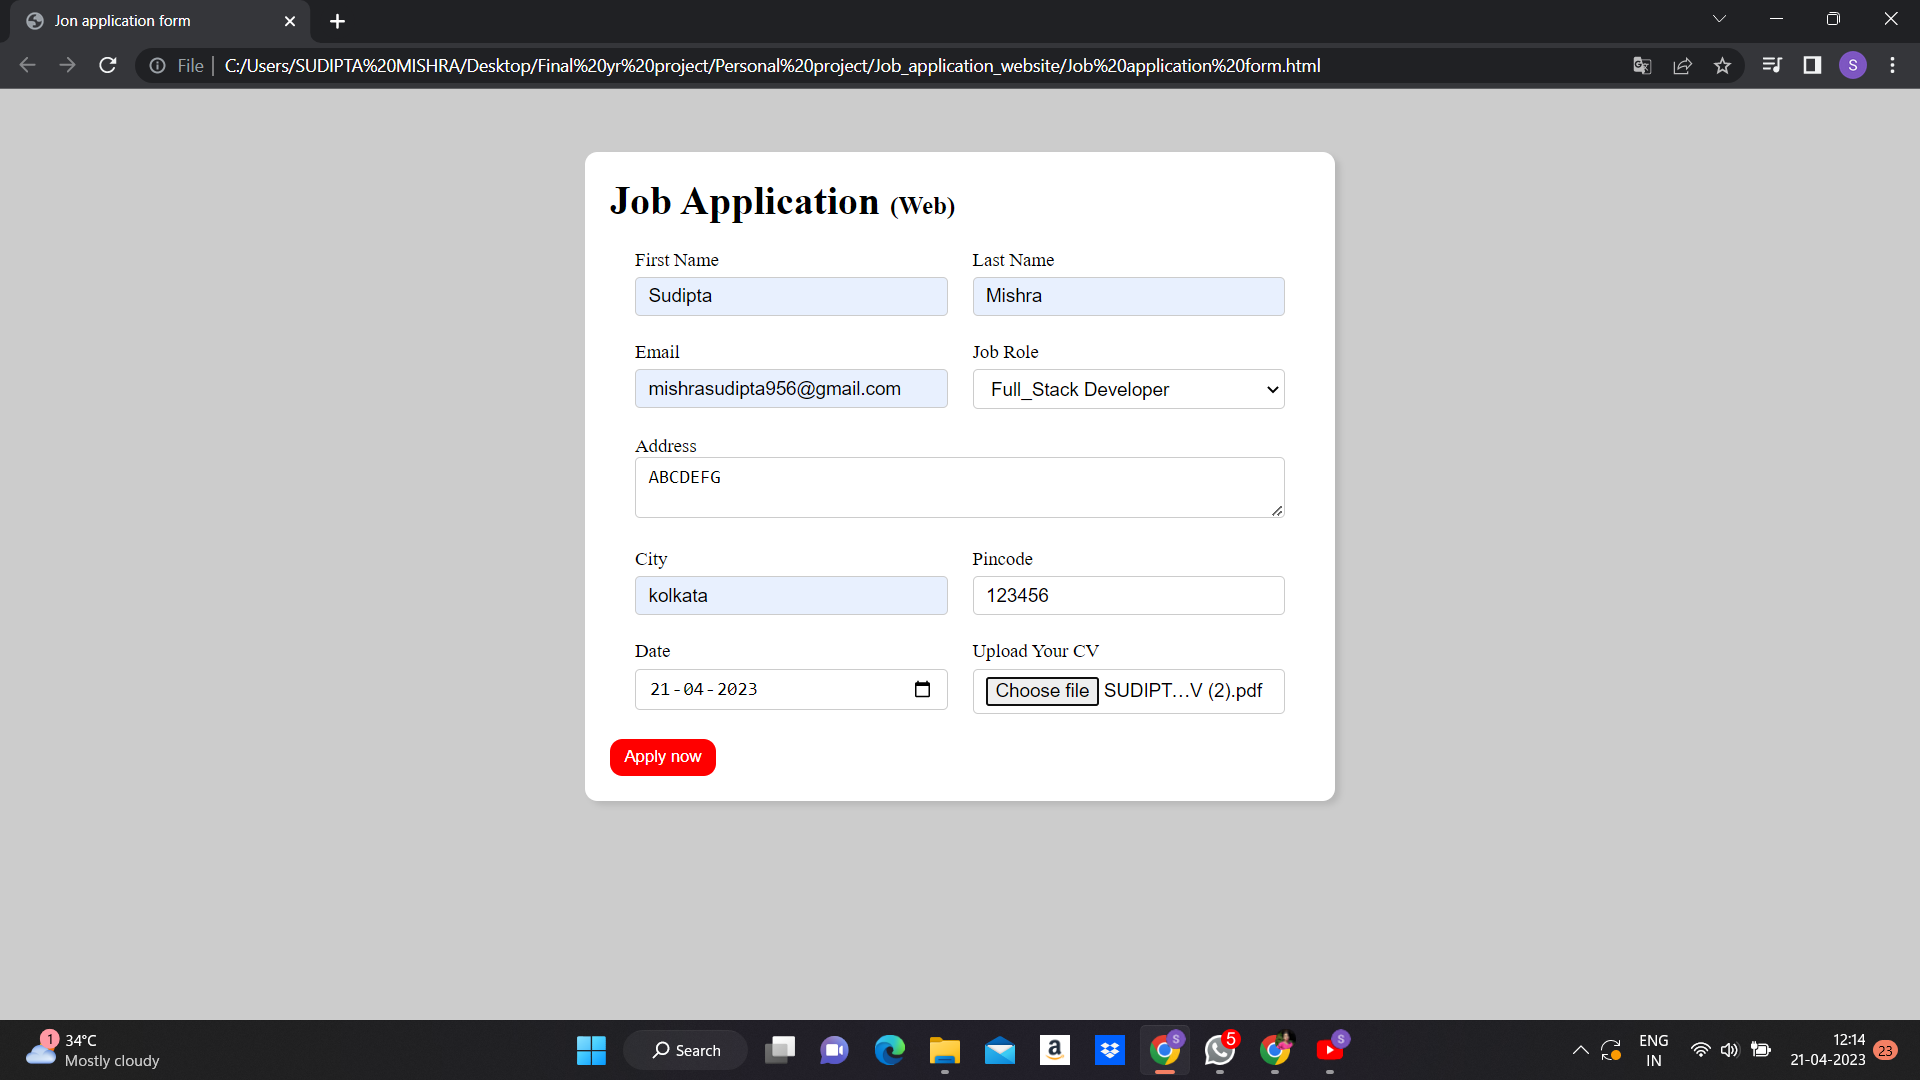 Jon application form
File
C:/Users/SUDIPTA%20MISHRA/Desktop/Final%20yr%20project/Personal%20project/Job_application_website/Job%20application%20form.html
S
Job Application (Web)
First Name
Last Name
Sudipta
Mishra
Email
Job Role
mishrasudipta956@gmail.com
Full_Stack Developer
Address
ABCDEFG
City
Pincode
kolkata
123456
Date
Upload Your CV
21-04-2023
Choose file SUDIPT...V (2).pdf
Apply now
1
34°C
Mostly cloudy
Search
a
S
5
S
ENG
IN
12:14
21-04-2023
23